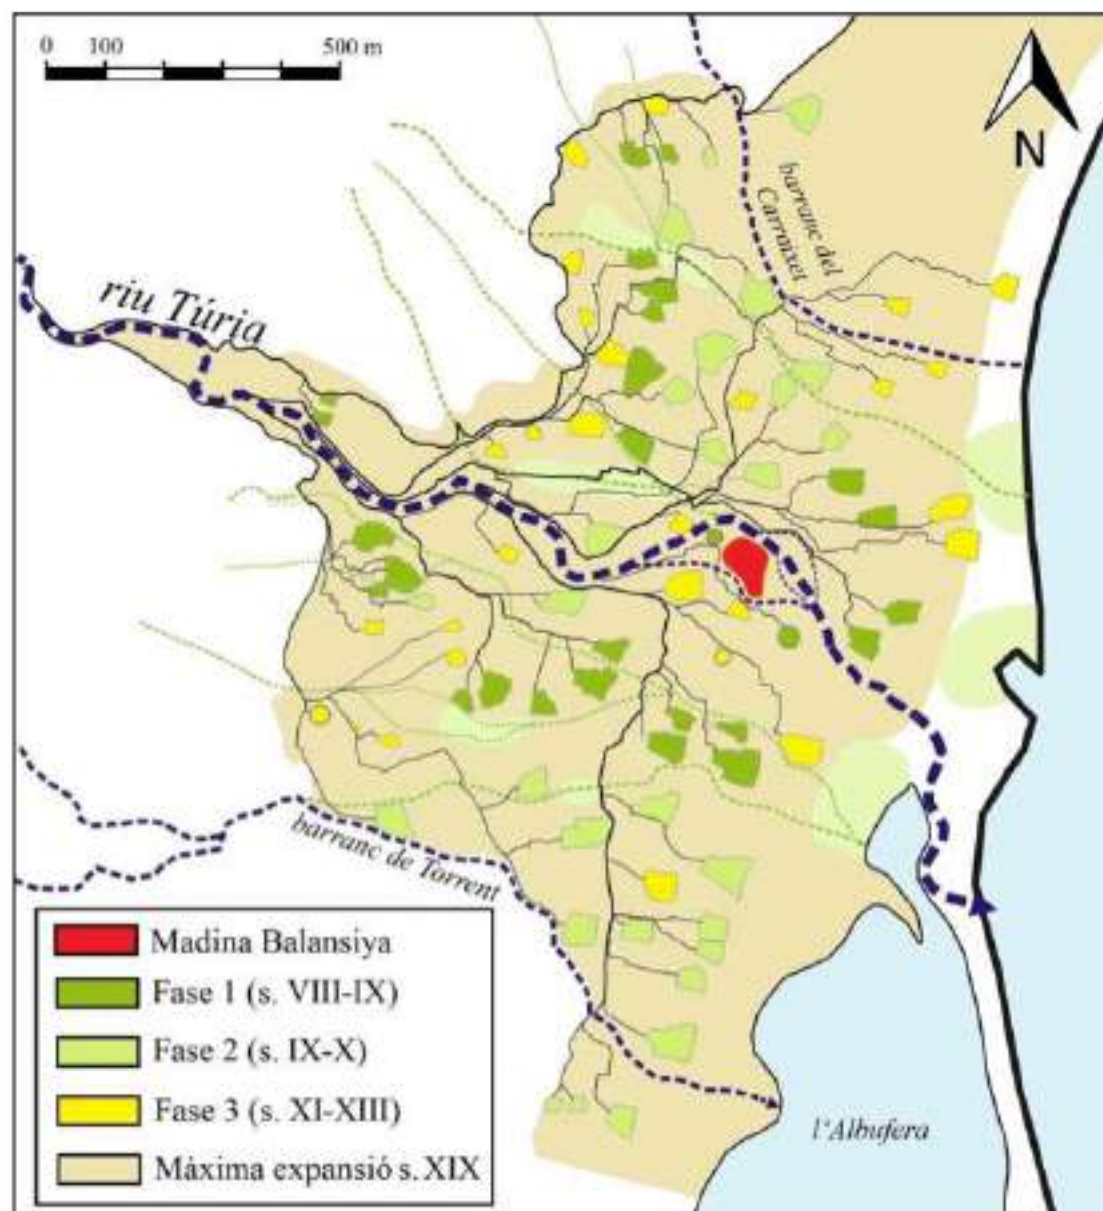 0 100 500 m
N
barranc del
Carraixet
riu Túria
barranc de Torrent
Madina Balansiya
Fase 1 (s. VIII-IX)
Fase 2 (s. IX-X)
Fase 3 (s. XI-XIII)
Màxima expansió s. XIX
l'Albufera